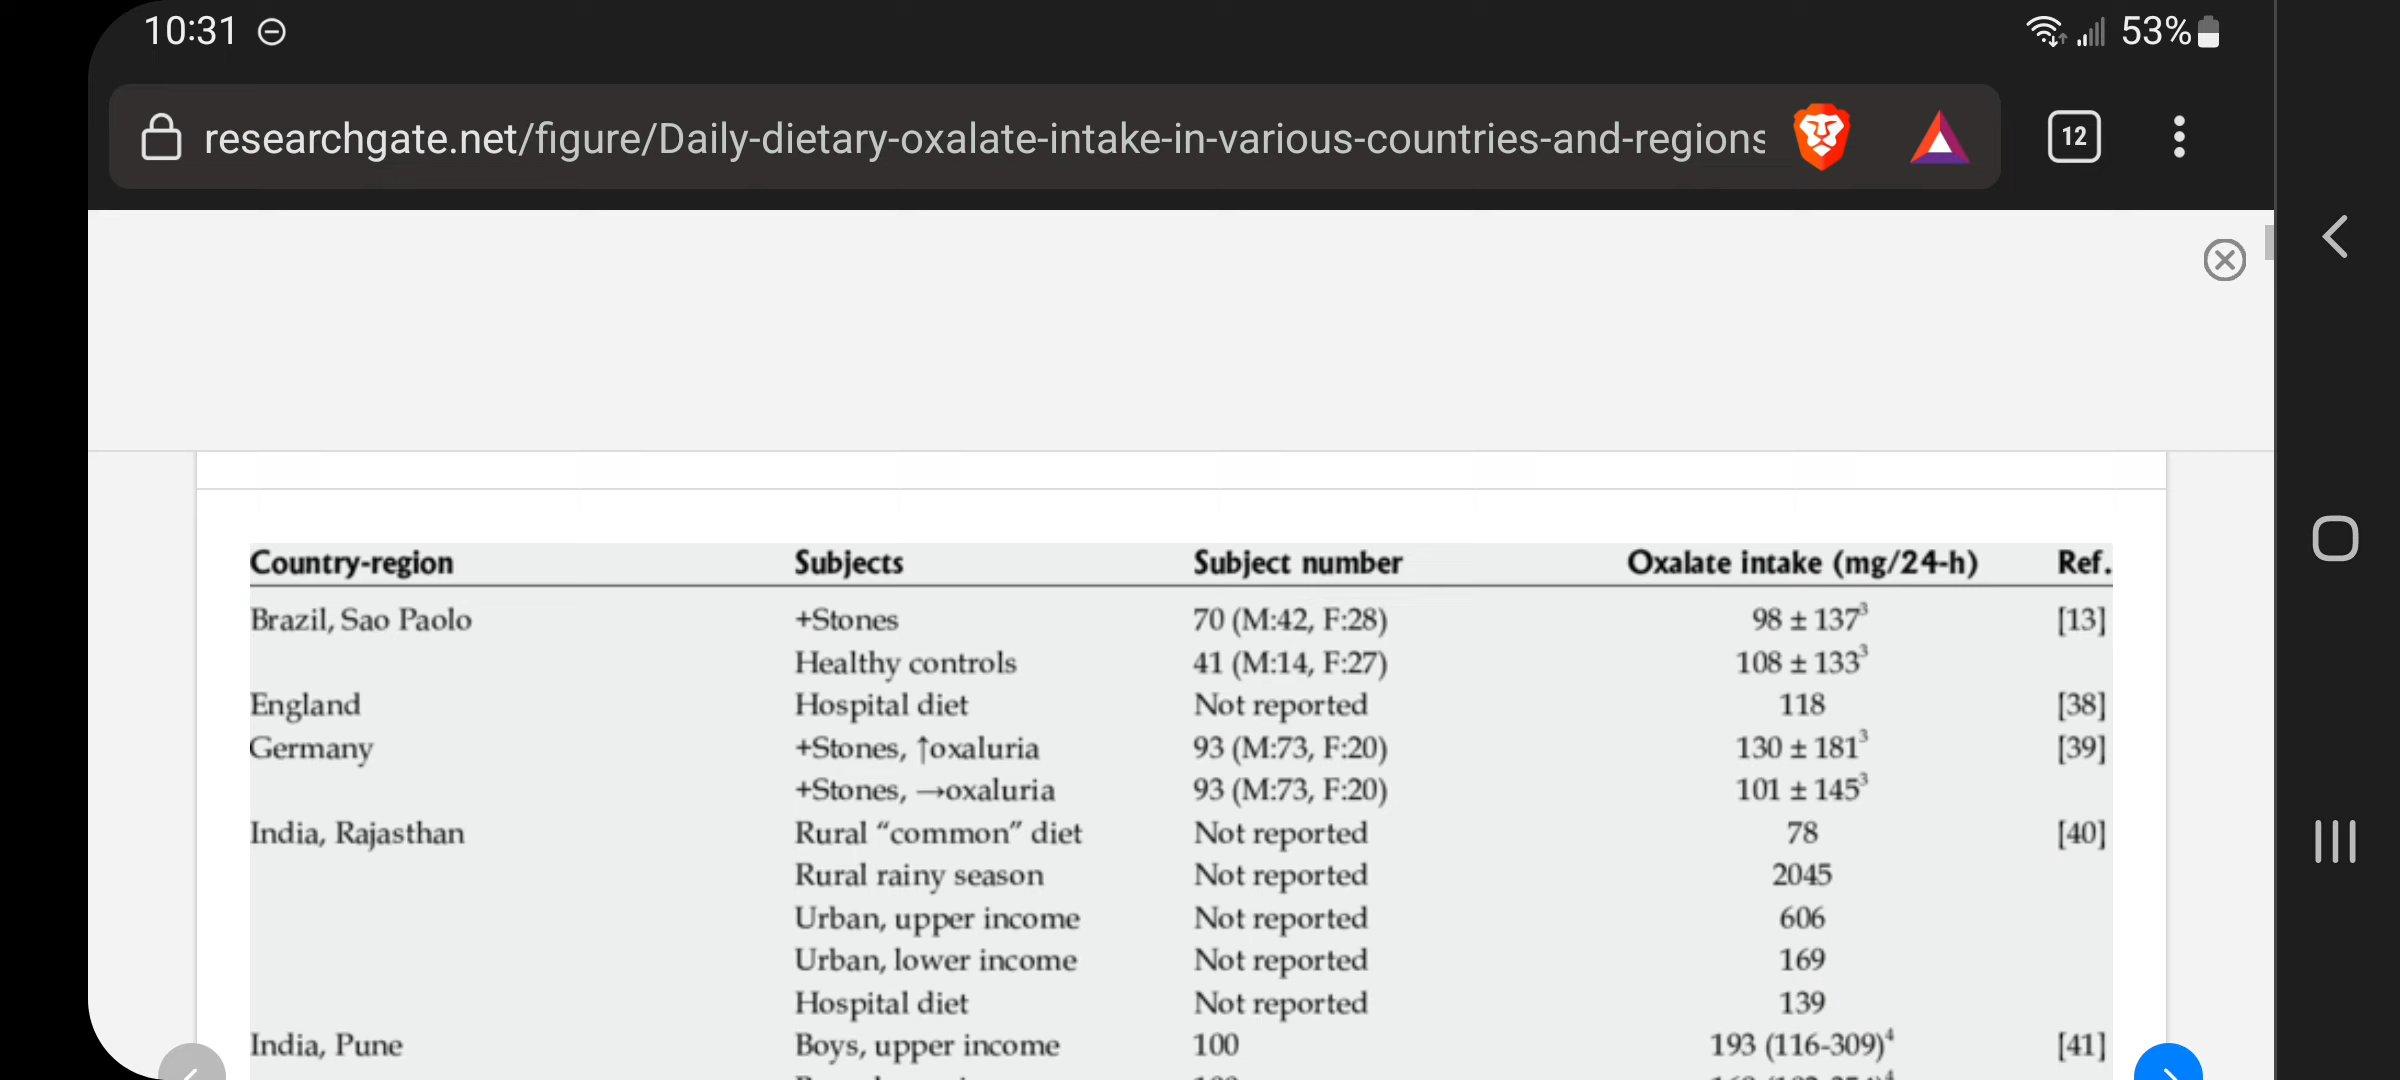 10:31 53%
researchgate.net/figure/Daily-dietary-oxalate-intake-in-various-countries-and-regions 12
Country-region Subjects Subject number Oxalate intake (mg/24-h) Ref.
Brazil, Sao Paolo +Stones 70 (M:42, F:28) 98 ± 137³ [13]
Healthy controls 41 (M:14, F:27) 108 ± 133³
England Hospital diet Not reported 118 [38]
Germany +Stones, ↑oxaluria 93 (M:73, F:20) 130 ± 181³ [39]
+Stones, →oxaluria 93 (M:73, F:20) 101 ± 145³
India, Rajasthan Rural “common” diet Not reported 78 [40]
Rural rainy season Not reported 2045
Urban, upper income Not reported 606
Urban, lower income Not reported 169
Hospital diet Not reported 139
India, Pune Boys, upper income 100 193 (116-309)⁴ [41]